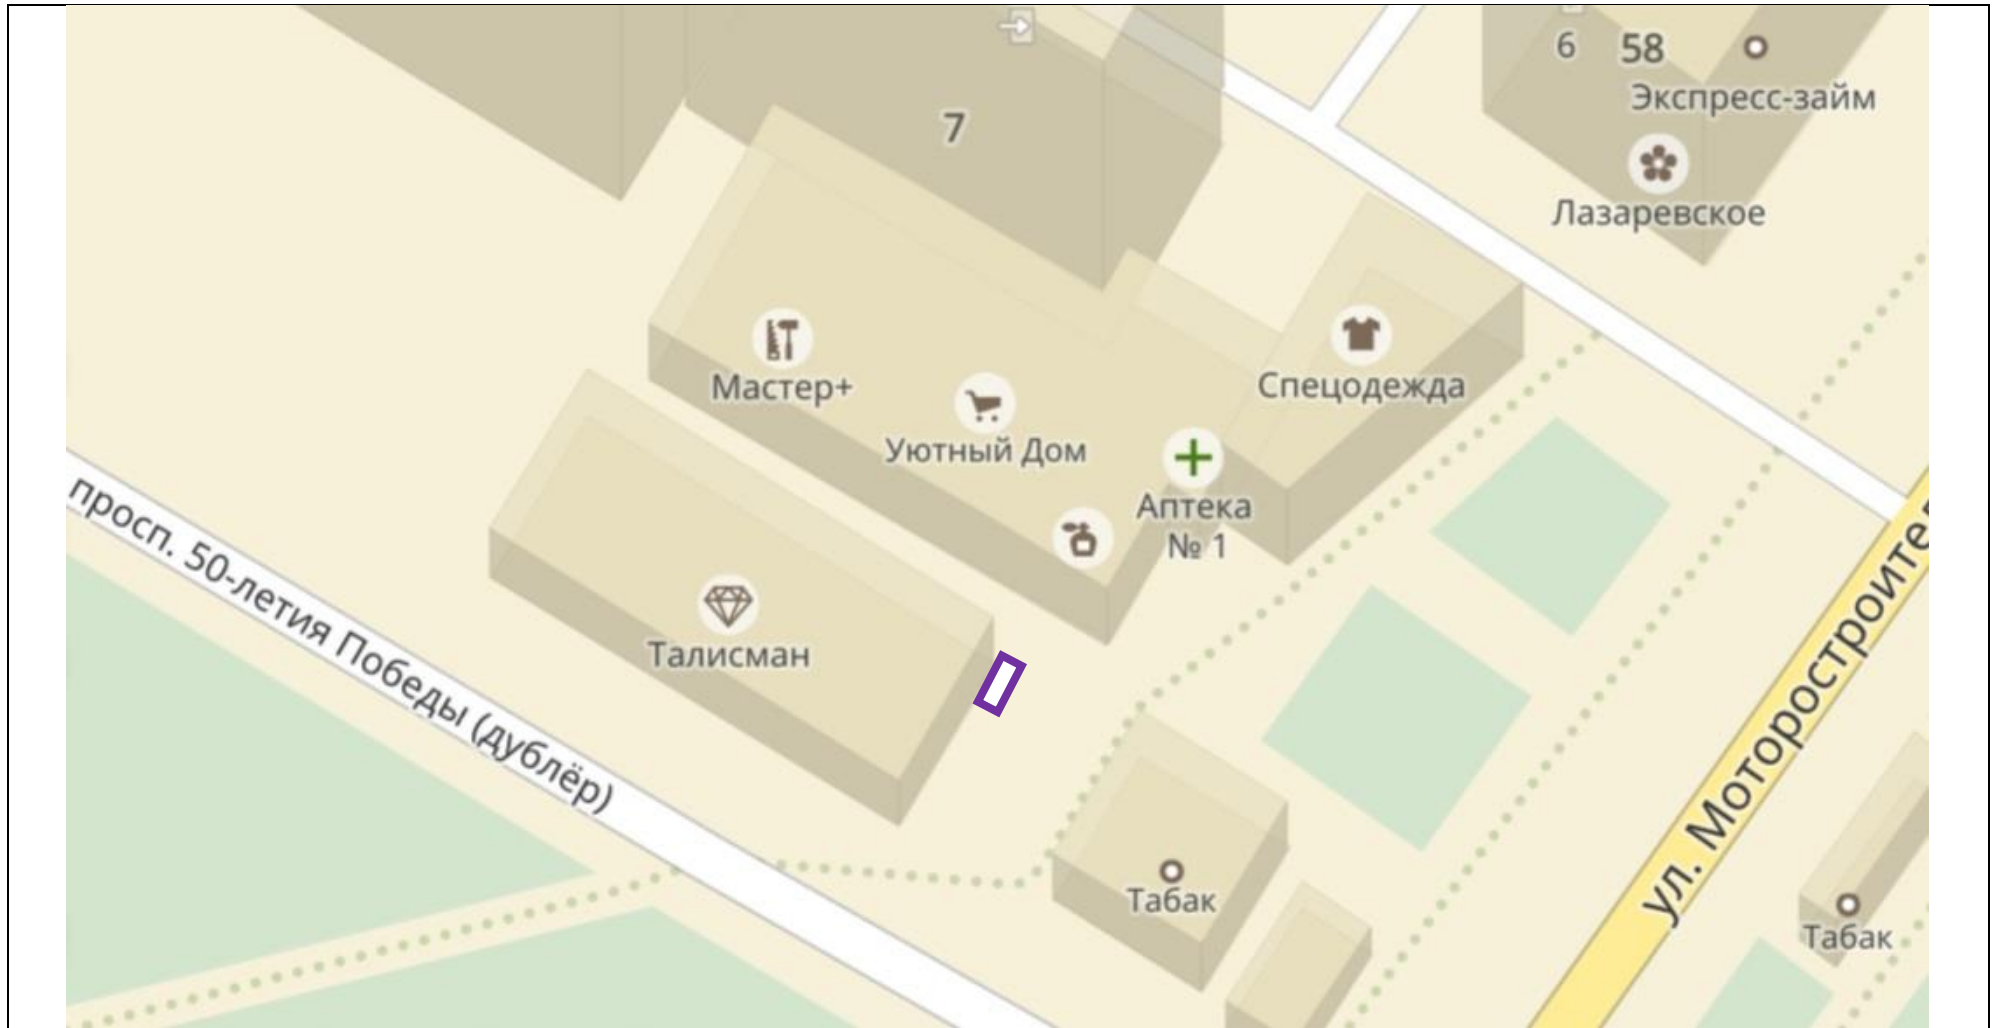 7
6 58
Экспресс-займ
Лазаревское
Мастер+
Спецодежда
Уютный Дом
Аптека
№ 1
просп. 50-летия Победы (дублёр)
Талисман
ул. Моторостроите
Табак
Табак